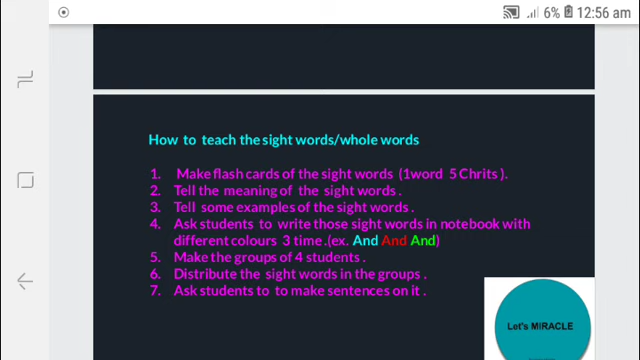 6% 12:56 am
How to teach the sight words/whole words
1. Make flash cards of the sight words (1word 5 Chrits ).
2. Tell the meaning of the sight words .
3. Tell some examples of the sight words .
4. Ask students to write those sight words in notebook with
different colours 3 time .(ex. And And And)
5. Make the groups of 4 students .
6. Distribute the sight words in the groups .
7. Ask students to to make sentences on it .
Let's MIRACLE